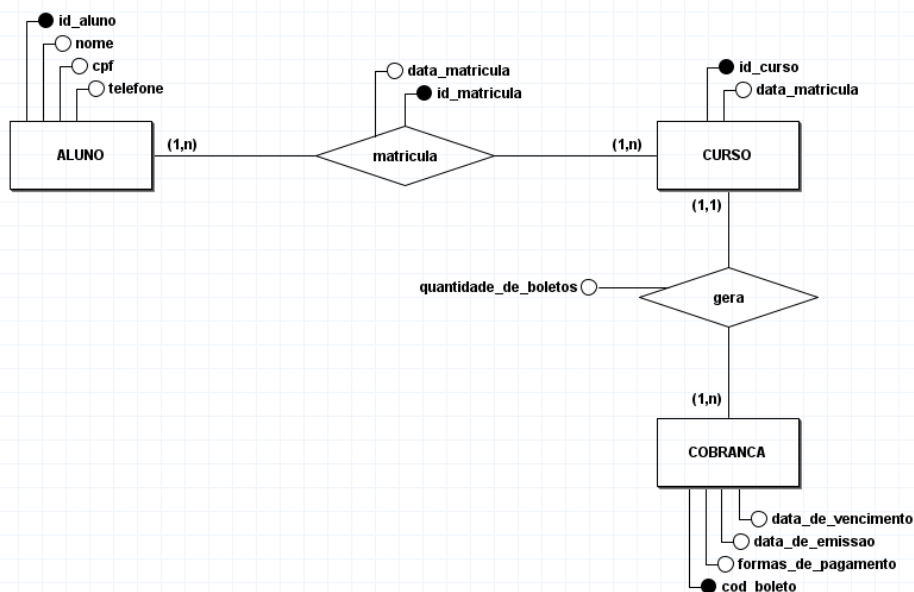 id_aluno
nome
cpf
telefone
ALUNO
(1,n)
data_matricula
id_matricula
matricula
(1,n)
id_curso
data_matricula
CURSO
(1,1)
quantidade_de_boletos
gera
(1,n)
COBRANCA
data_de_vencimento
data_de_emissao
formas_de_pagamento
cod_boleto